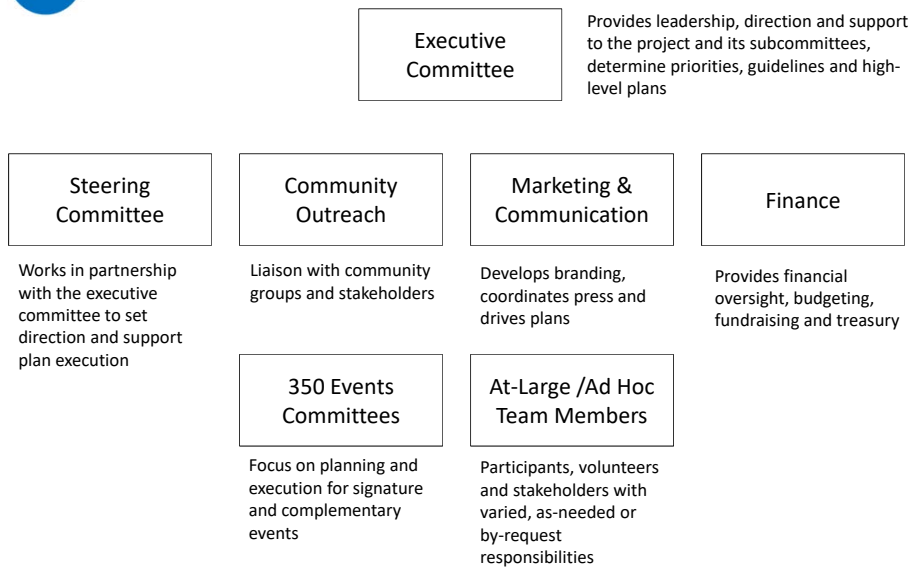 Executive
Committee
Provides leadership, direction and support
to the project and its subcommittees,
determine priorities, guidelines and high-
level plans
Steering
Committee
Works in partnership
with the executive
committee to set
direction and support
plan execution
Community
Outreach
Liaison with community
groups and stakeholders
Marketing &
Communication
Develops branding,
coordinates press and
drives plans
Finance
Provides financial
oversight, budgeting,
fundraising and treasury
350 Events
Committees
Focus on planning and
execution for signature
and complementary
events
At-Large /Ad Hoc
Team Members
Participants, volunteers
and stakeholders with
varied, as-needed or
by-request
responsibilities